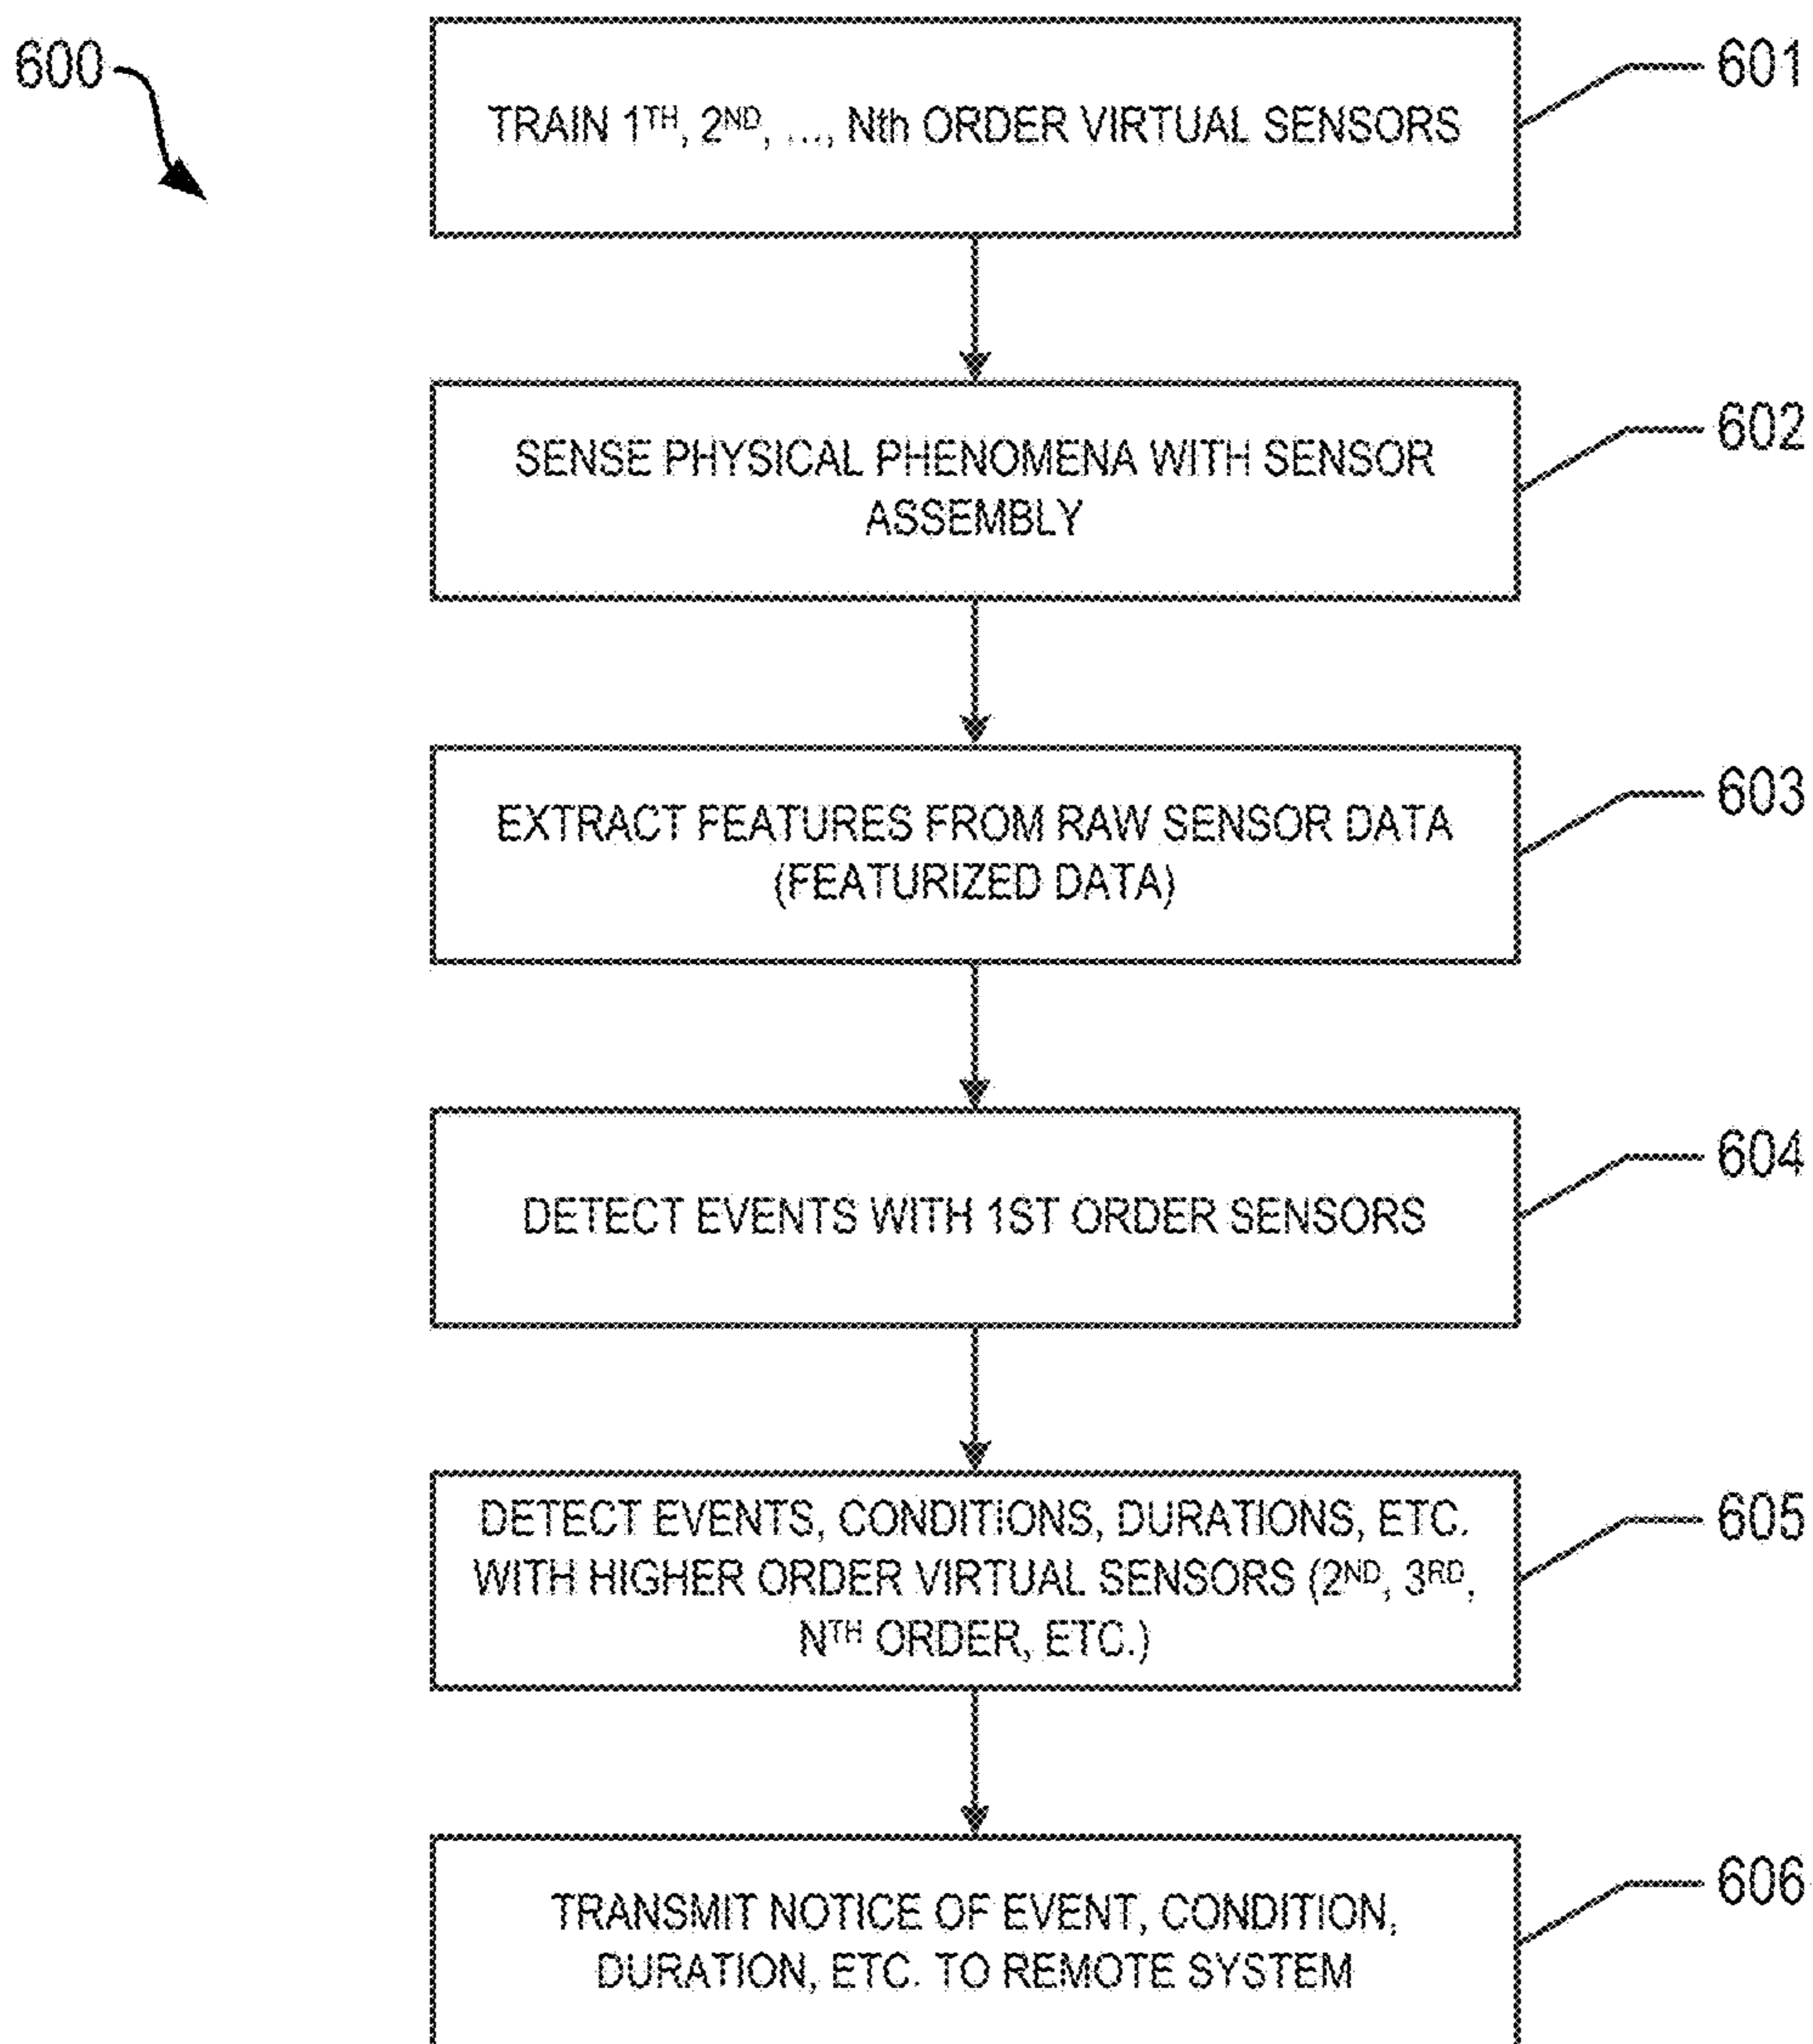 600
601
TRAIN 1TH, 2ND, ..., Nth ORDER VIRTUAL SENSORS
602
SENSE PHYSICAL PHENOMENA WITH SENSOR
ASSEMBLY
603
EXTRACT FEATURES FROM RAW SENSOR DATA
(FEATURIZED DATA)
604
DETECT EVENTS WITH 1ST ORDER SENSORS
605
DETECT EVENTS, CONDITIONS, DURATIONS, ETC.
WITH HIGHER ORDER VIRTUAL SENSORS (2ND, 3RD,
NTH ORDER, ETC.)
606
TRANSMIT NOTICE OF EVENT, CONDITION,
DURATION, ETC. TO REMOTE SYSTEM